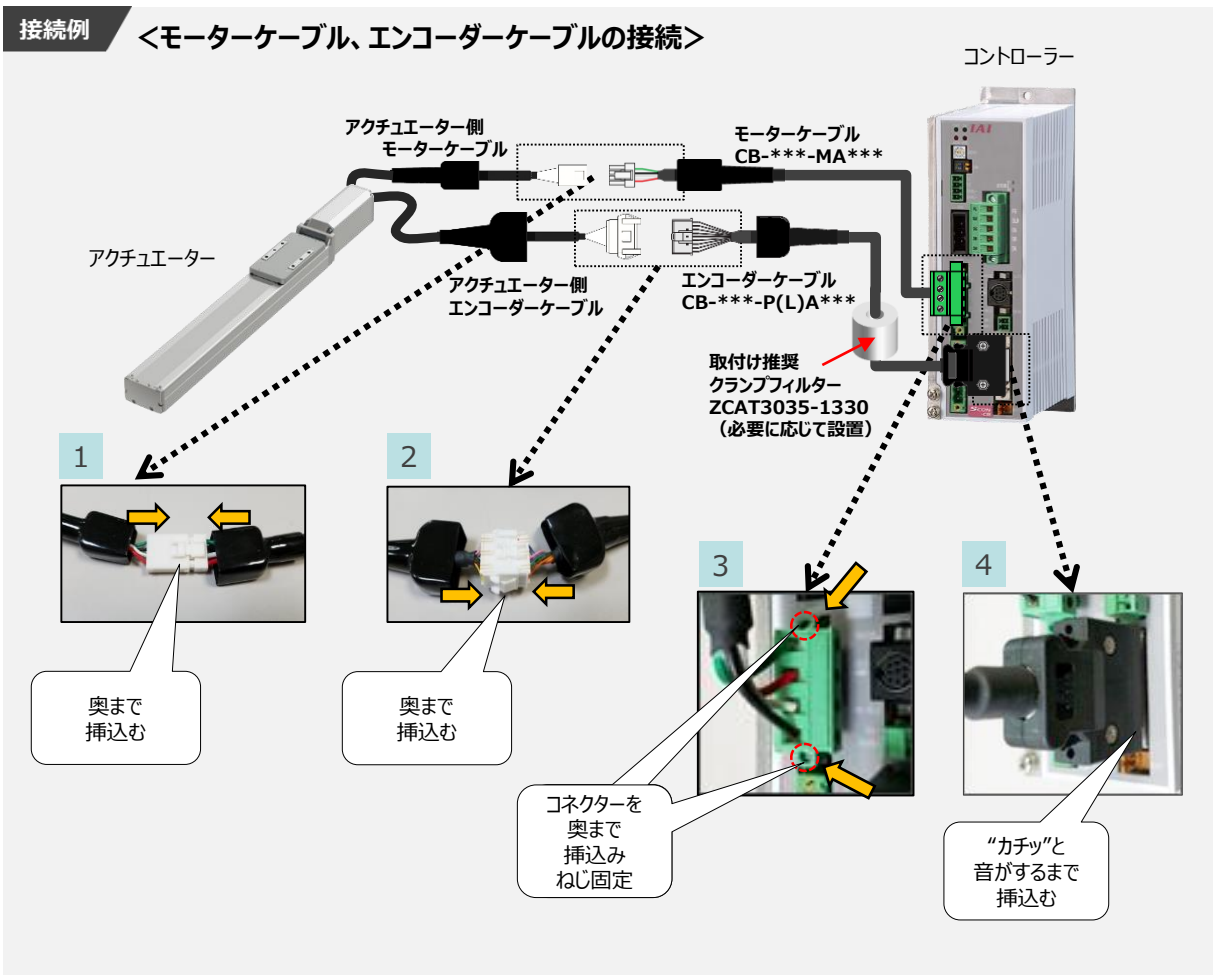 接続例
＜モーターケーブル、エンコーダーケーブルの接続＞
コントローラー
アクチュエーター側
モーターケーブル
モーターケーブル
CB-***-MA***
IAI
アクチュエーター
アクチュエーター側
エンコーダーケーブル
エンコーダーケーブル
CB-***-P(L)A***
取付け推奨
クランプフィルター
ZCAT3035-1330
（必要に応じて設置）
SCON
CB
1
2
3
4
奥まで
挿込む
奥まで
挿込む
コネクターを
奥まで
挿込み
ねじ固定
“カチッ”と
音がするまで
挿込む